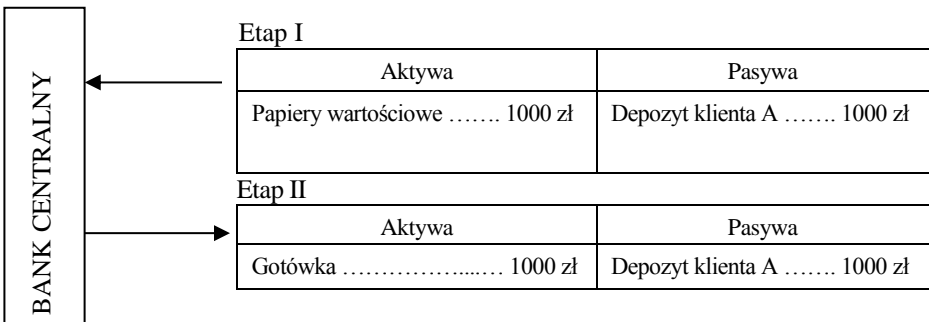 BANK CENTRALNY
Etap I
Aktywa Pasywa
Papiery wartościowe ……. 1000 zł Depozyt klienta A ……. 1000 zł
Etap II
Aktywa Pasywa
Gotówka ……………....… 1000 zł Depozyt klienta A ……. 1000 zł